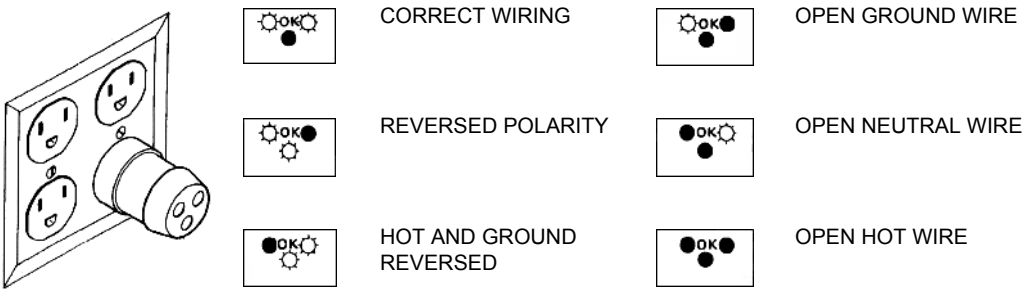 OK
CORRECT WIRING
OK
OPEN GROUND WIRE
OK
REVERSED POLARITY
OK
OPEN NEUTRAL WIRE
OK
HOT AND GROUND
REVERSED
OK
OPEN HOT WIRE